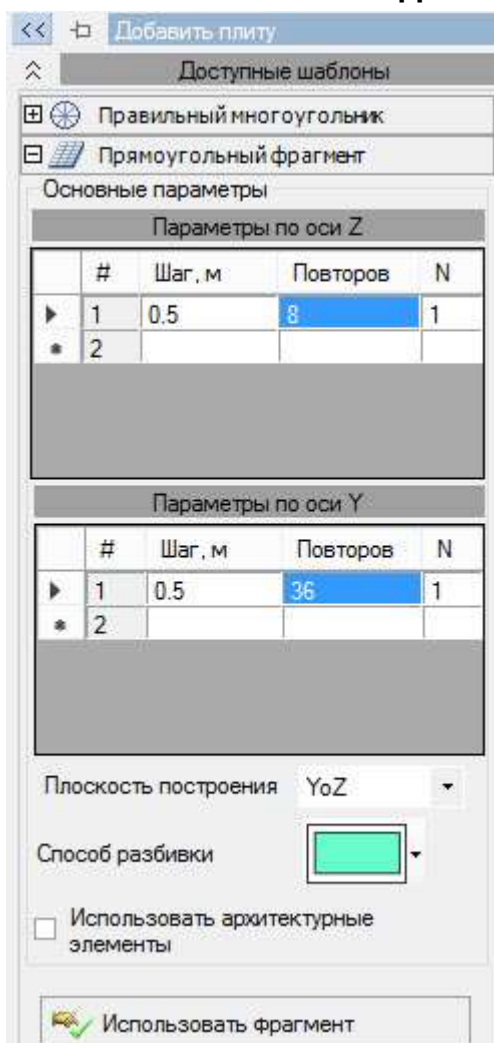 << Добавить плиту
Доступные шаблоны
Правильный многоугольник
Прямоугольный фрагмент
Основные параметры
Параметры по оси Z
# Шаг, м Повторов N
1 0.5 8 1
2
Параметры по оси Y
# Шаг, м Повторов N
1 0.5 36 1
2
Плоскость построения YoZ
Способ разбивки
Использовать архитектурные
элементы
Использовать фрагмент